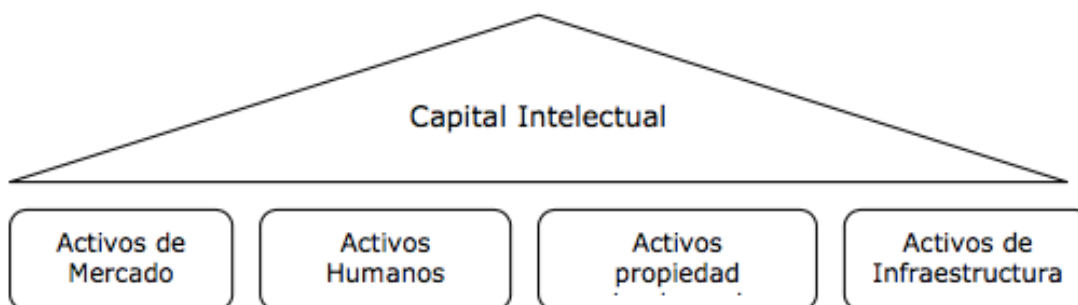 Capital Intelectual
Activos de
Mercado
Activos
Humanos
Activos
propiedad
Activos de
Infraestructura